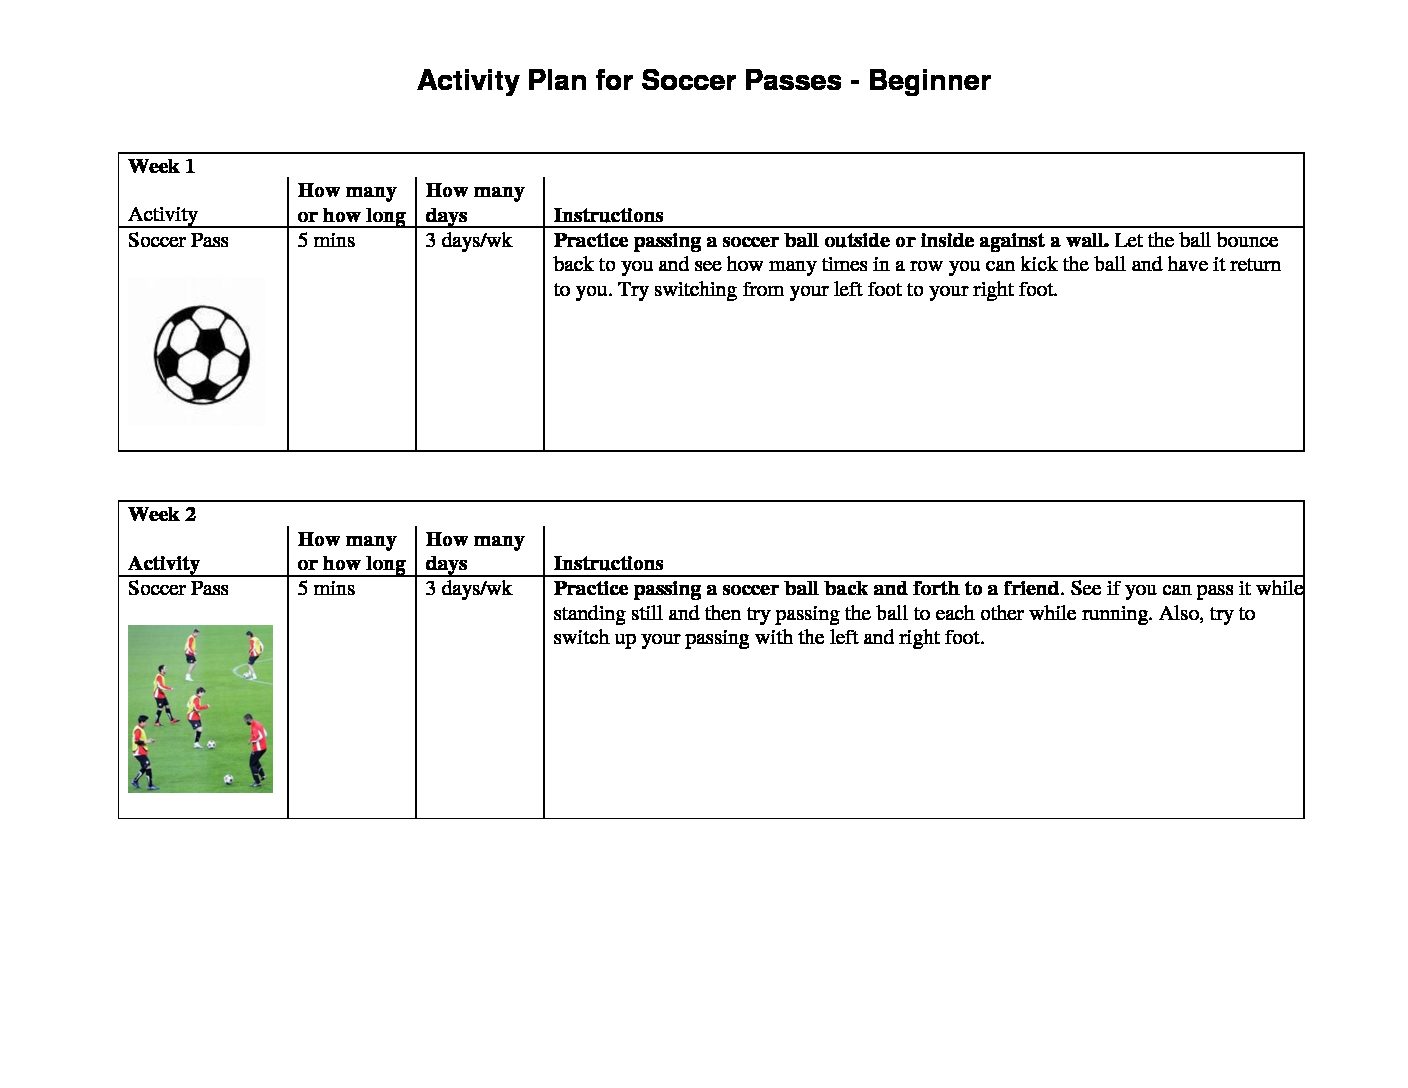 Activity Plan for Soccer Passes - Beginner
Week 1
Activity
How many
or how long
How many
days
Instructions
Soccer Pass
5 mins
3 days/wk
Practice passing a soccer ball outside or inside against a wall. Let the ball bounce
back to you and see how many times in a row you can kick the ball and have it return
to you. Try switching from your left foot to your right foot.
Week 2
Activity
How many
or how long
How many
days
Instructions
Soccer Pass
5 mins
3 days/wk
Practice passing a soccer ball back and forth to a friend. See if you can pass it while
standing still and then try passing the ball to each other while running. Also, try to
switch up your passing with the left and right foot.